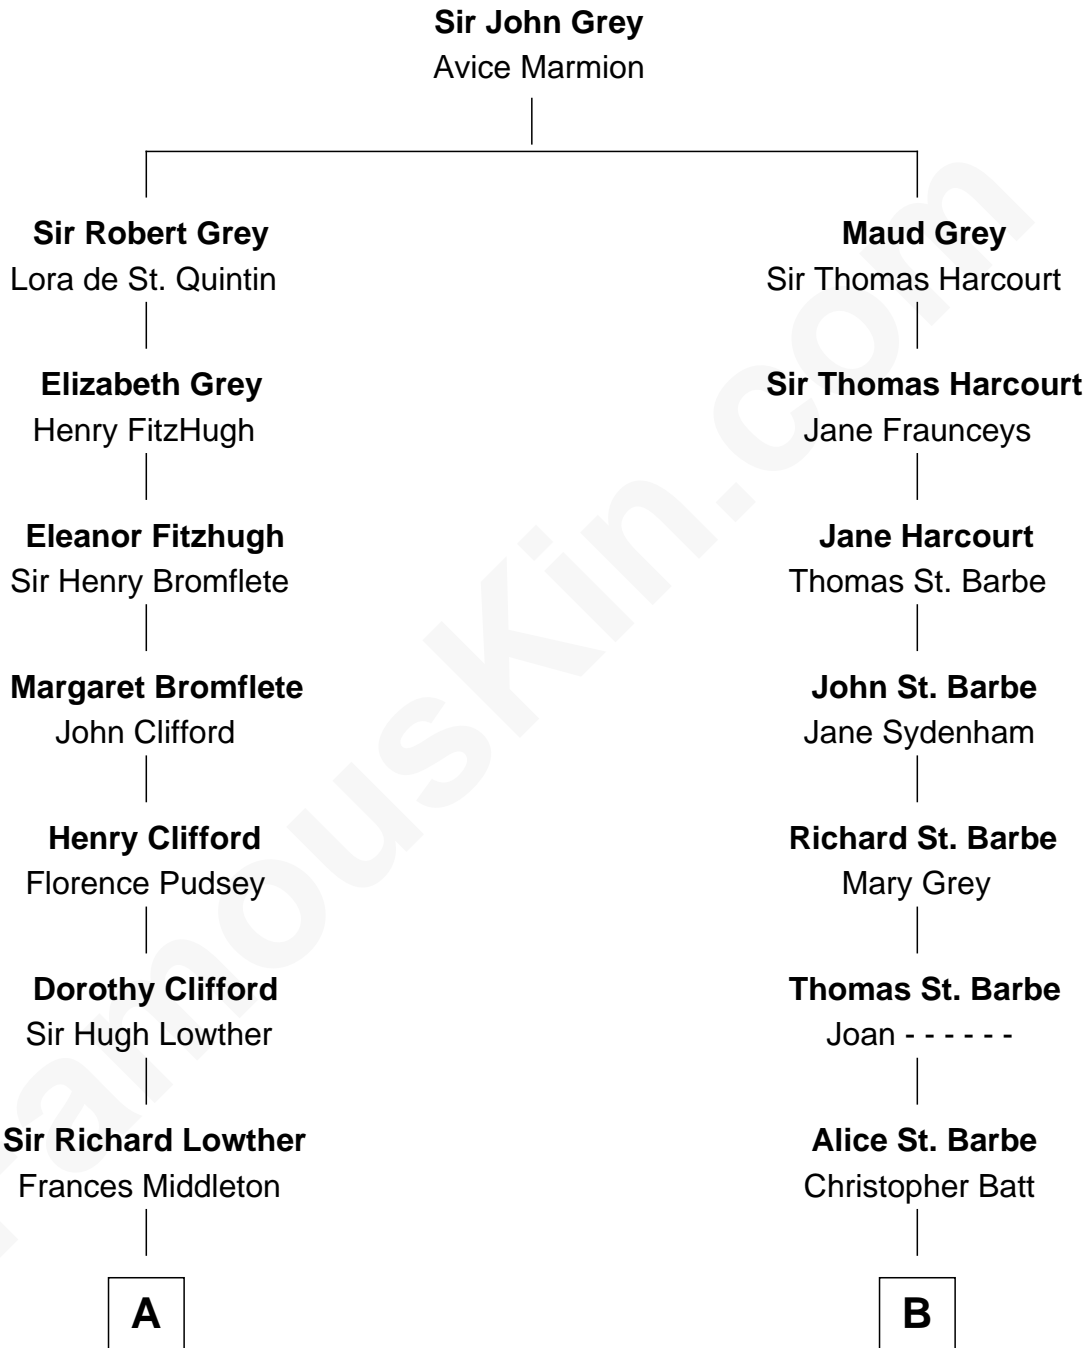 Sir John Grey
Avice Marmion
Sir Robert Grey
Lora de St. Quintin
Maud Grey
Sir Thomas Harcourt
Elizabeth Grey
Henry FitzHugh
Sir Thomas Harcourt
Jane Fraunceys
Eleanor Fitzhugh
Sir Henry Bromflete
Jane Harcourt
Thomas St. Barbe
Margaret Bromflete
John Clifford
John St. Barbe
Jane Sydenham
Henry Clifford
Florence Pudsey
Richard St. Barbe
Mary Grey
Dorothy Clifford
Sir Hugh Lowther
Thomas St. Barbe
Joan - - - - - -
Sir Richard Lowther
Frances Middleton
Alice St. Barbe
Christopher Batt
A
B
FamousKin.com